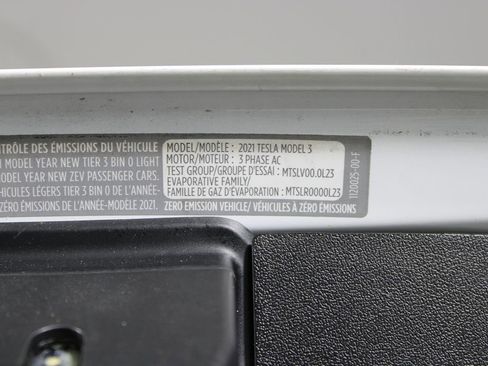 NTRÔLE DES ÉMISSIONS DU VÉHICULE
MODEL YEAR NEW TIER 3 BIN 0 LIGHT
MODEL YEAR NEW ZEV PASSENGER CARS.
VÉHICULES LÉGERS TIER 3 BIN 0 DE L'ANNÉE-
ZÉRO ÉMISSIONS DE L'ANNÉE-MODÈLE 2021.
MODEL/MODÈLE: 2021 TESLA MODEL 3
MOTOR/MOTEUR: 3 PHASE AC
TEST GROUP/GROUPE D'ESSAI: MTSLV00.0L23
EVAPORATIVE FAMILY/
FAMILLE DE GAZ D'ÉVAPORATION: MTSLR0000L23
ZERO EMISSION VEHICLE/ VÉHICULES À ZÉRO ÉMISSIONS
1120025-00-F